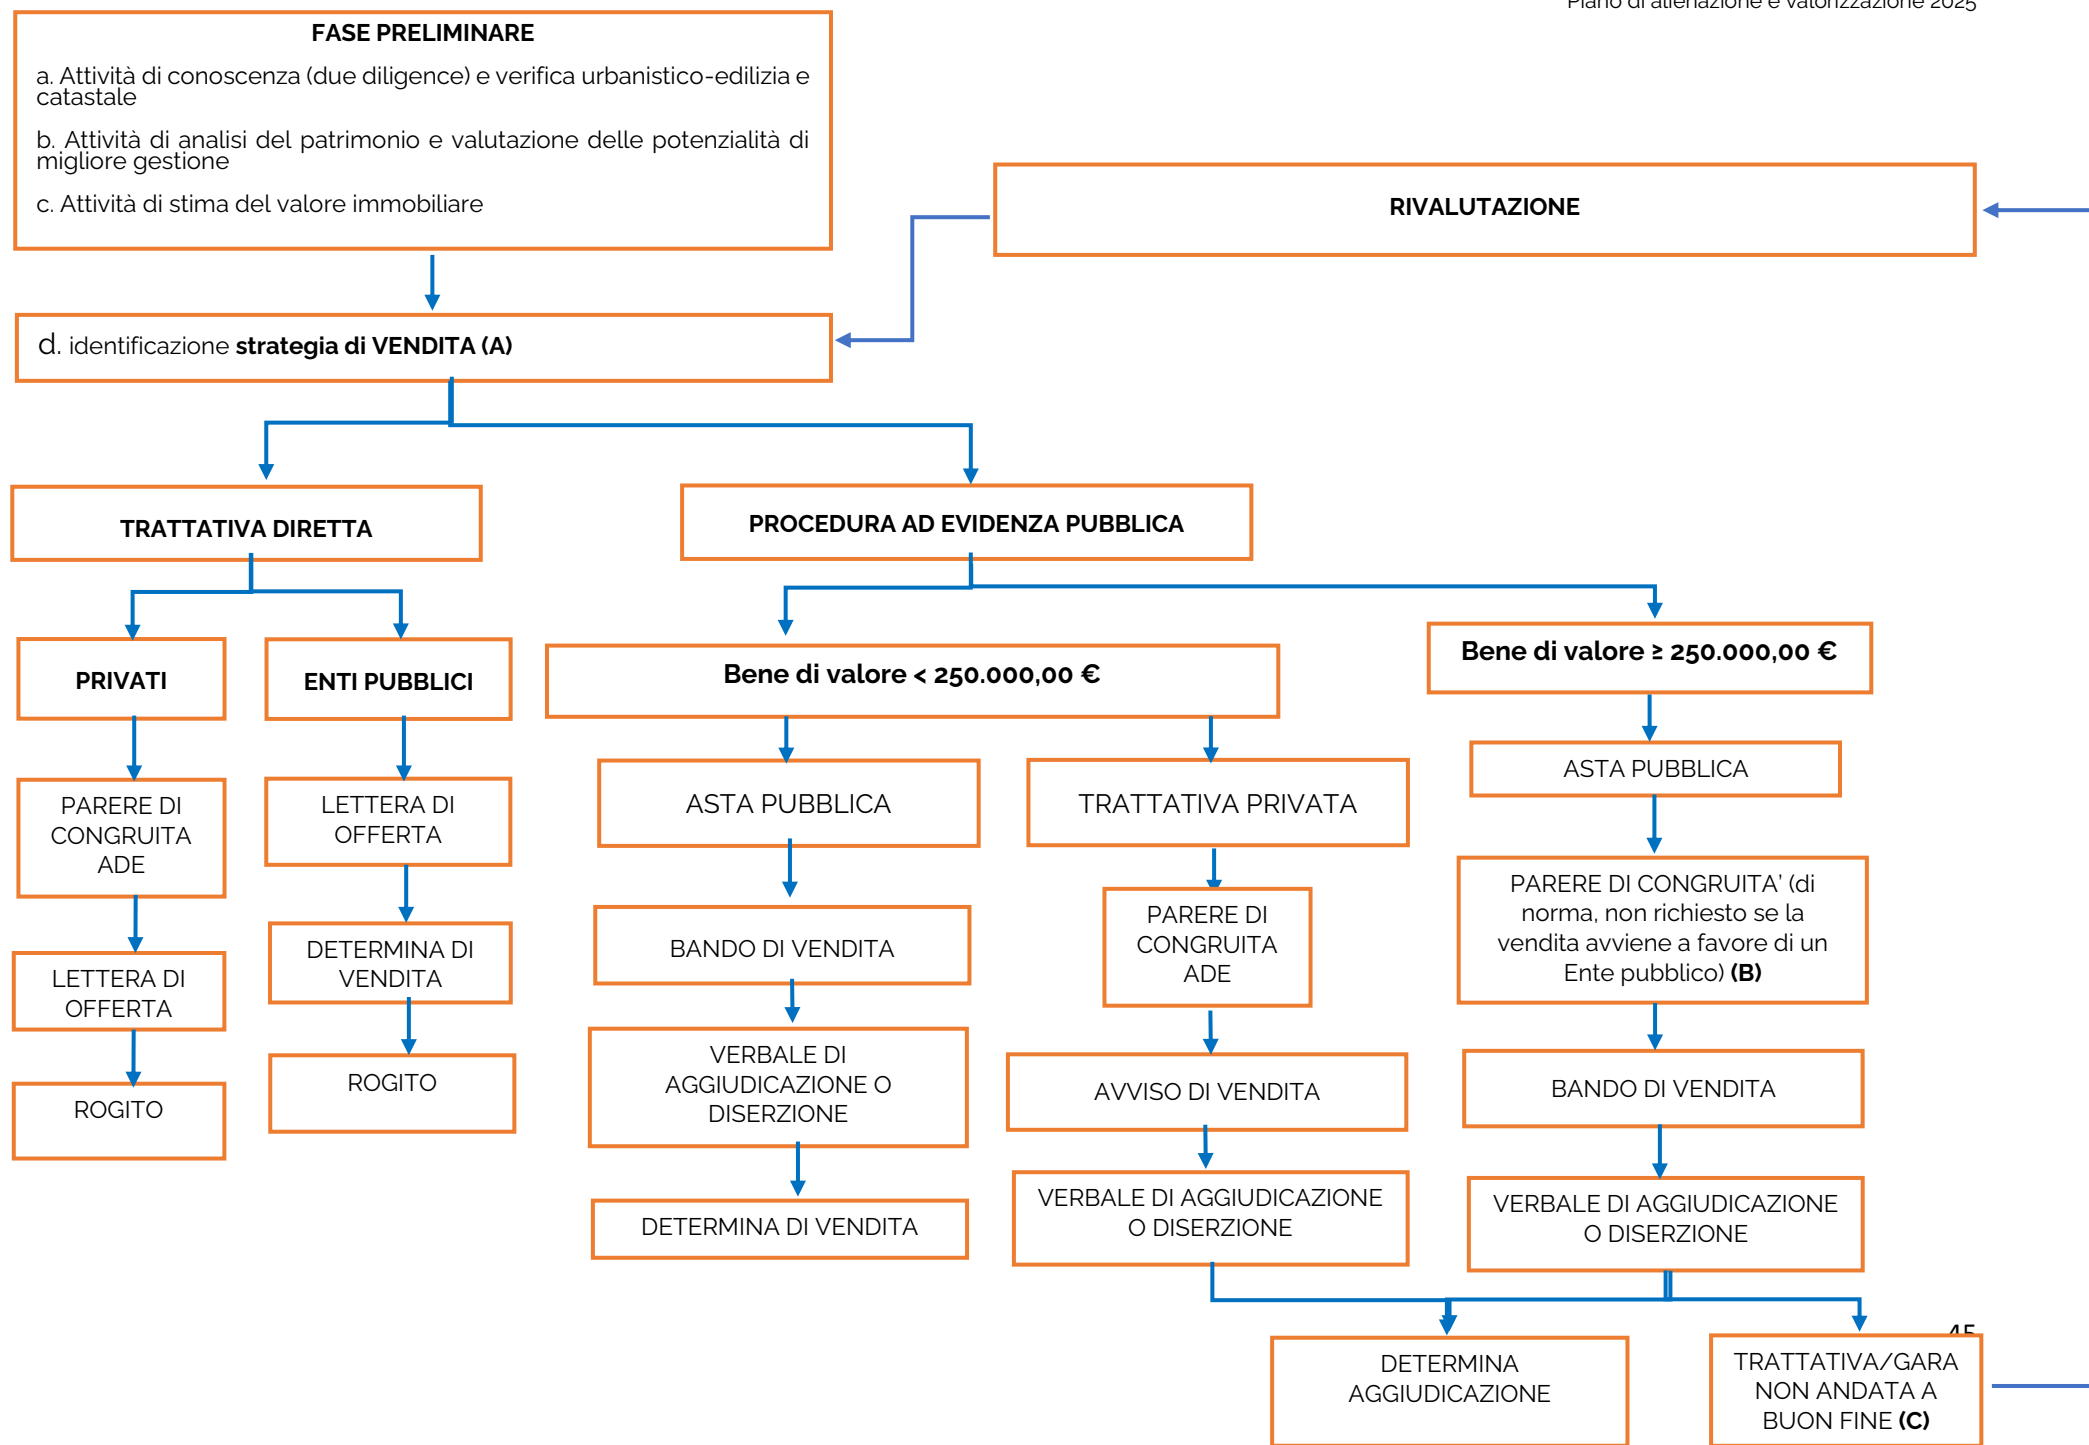 Piano di alienazione e valorizzazione 2025
FASE PRELIMINARE
a. Attività di conoscenza (due diligence) e verifica urbanistico-edilizia e
catastale
b. Attività di analisi del patrimonio e valutazione delle potenzialità di
migliore gestione
c. Attività di stima del valore immobiliare
RIVALUTAZIONE
d. identificazione strategia di VENDITA (A)
TRATTATIVA DIRETTA
PROCEDURA AD EVIDENZA PUBBLICA
PRIVATI
ENTI PUBBLICI
Bene di valore < 250.000,00 €
Bene di valore ≥ 250.000,00 €
PARERE DI
CONGRUITA
ADE
LETTERA DI
OFFERTA
ROGITO
LETTERA DI
OFFERTA
DETERMINA DI
VENDITA
ROGITO
ASTA PUBBLICA
BANDO DI VENDITA
VERBALE DI
AGGIUDICAZIONE O
DISERZIONE
DETERMINA DI VENDITA
TRATTATIVA PRIVATA
PARERE DI
CONGRUITA
ADE
AVVISO DI VENDITA
VERBALE DI AGGIUDICAZIONE
O DISERZIONE
ASTA PUBBLICA
PARERE DI CONGRUITA' (di
norma, non richiesto se la
vendita avviene a favore di un
Ente pubblico) (B)
BANDO DI VENDITA
VERBALE DI AGGIUDICAZIONE
O DISERZIONE
DETERMINA
AGGIUDICAZIONE
45
TRATTATIVA/GARA
NON ANDATA A
BUON FINE (C)